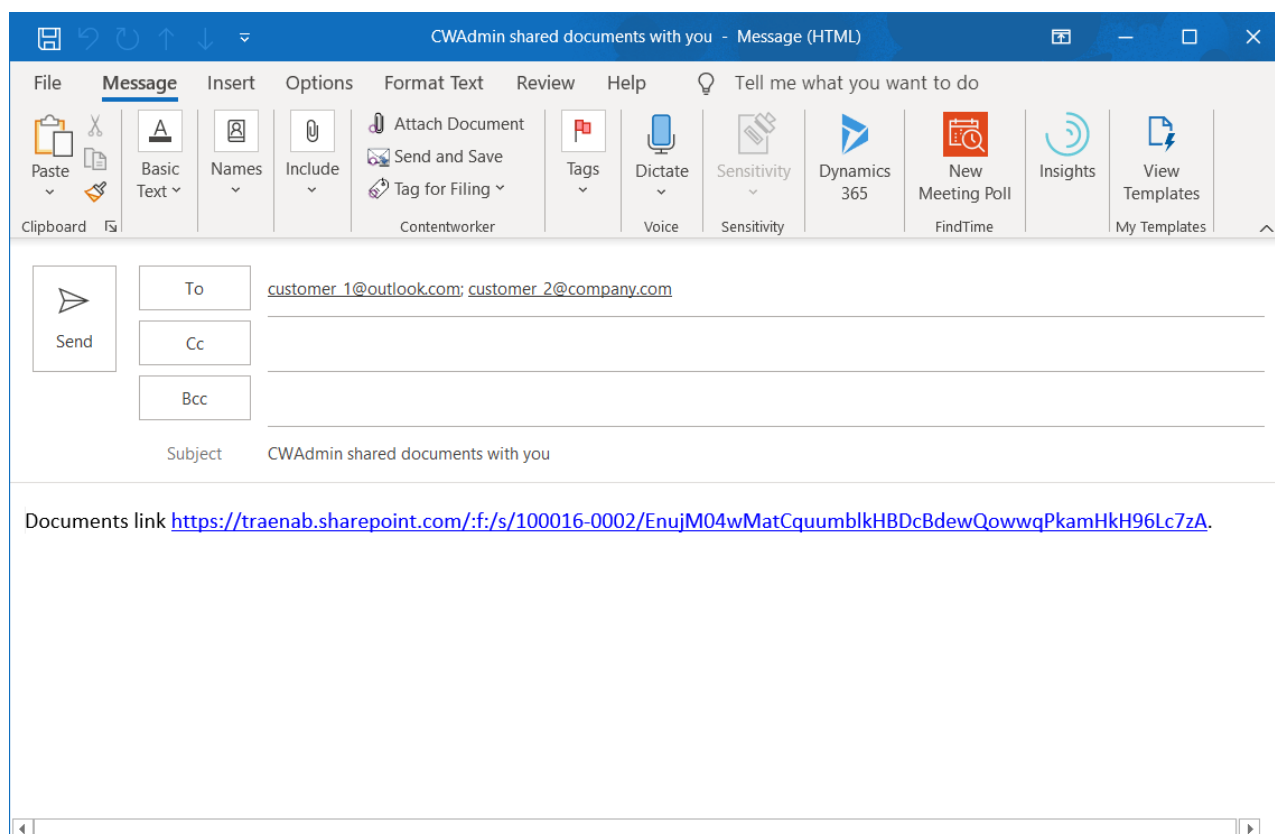 CWAdmin shared documents with you - Message (HTML)
File Message Insert Options Format Text Review Help Tell me what you want to do
Paste
Basic Text
Names
Include
Attach Document
Send and Save
Tag for Filing
Tags
Dictate
Sensitivity
Dynamics 365
New Meeting Poll
Insights
View Templates
Clipboard Contentworker Voice Sensitivity FindTime My Templates
Send
To customer_1@outlook.com; customer_2@company.com
Cc
Bcc
Subject CWAdmin shared documents with you
Documents link https://traenab.sharepoint.com/:f:/s/100016-0002/EnujM04wMatCquumblkHBDcBdewQowwqPkamHkH96Lc7zA.